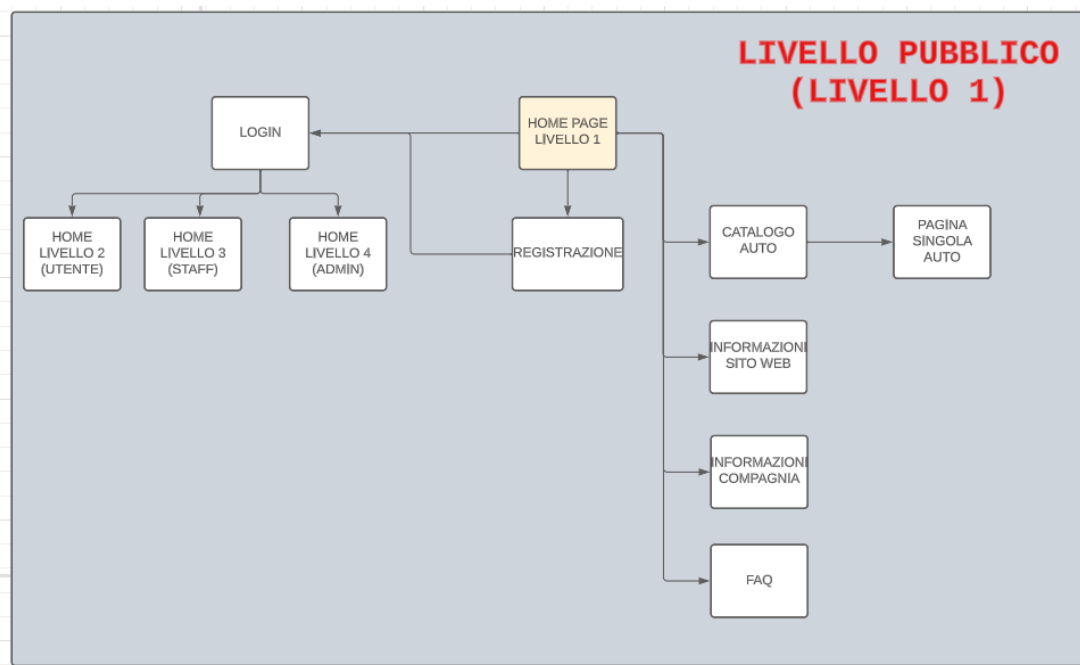 LIVELLO PUBBLICO
(LIVELLO 1)
LOGIN
HOME PAGE
LIVELLO 1
HOME
LIVELLO 2
(UTENTE)
HOME
LIVELLO 3
(STAFF)
HOME
LIVELLO 4
(ADMIN)
REGISTRAZIONE
CATALOGO
AUTO
PAGINA
SINGOLA
AUTO
INFORMAZIONI
SITO WEB
INFORMAZIONI
COMPAGNIA
FAQ